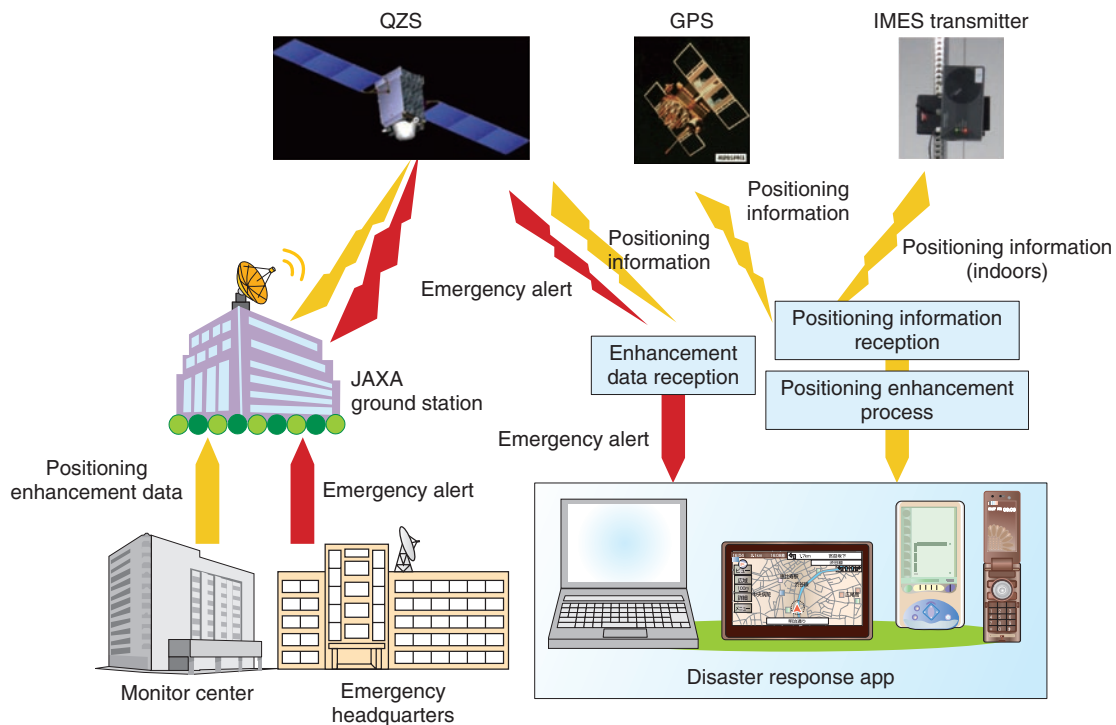 QZS
GPS
IMES transmitter
Positioning
information
Positioning
information
Positioning information
(indoors)
Emergency alert
Positioning information
reception
Enhancement
data reception
Positioning enhancement
process
JAXA
ground station
Emergency alert
Positioning
enhancement data
Emergency alert
Monitor center
Emergency
headquarters
Disaster response app